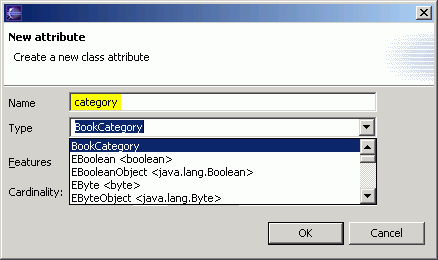 New attribute
Create a new class attribute
Name category
Type BookCategory
BookCategory
EBoolean <boolean>
EBooleanObject <java.lang.Boolean>
EByte <byte>
EByteObject <java.lang.Byte>
Features
Cardinality:
OK Cancel